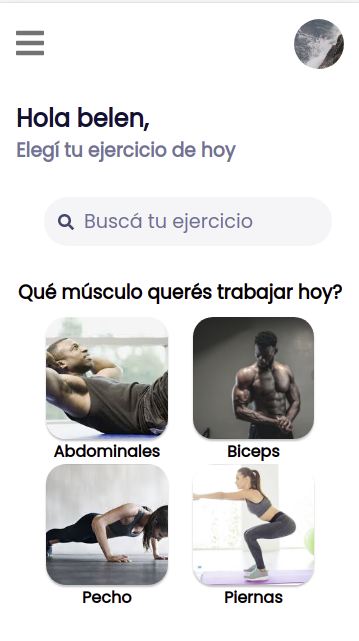 Hola belen,
Elegí tu ejercicio de hoy
Buscá tu ejercicio
Qué músculo querés trabajar hoy?
Abdominales
Biceps
Pecho
Piernas